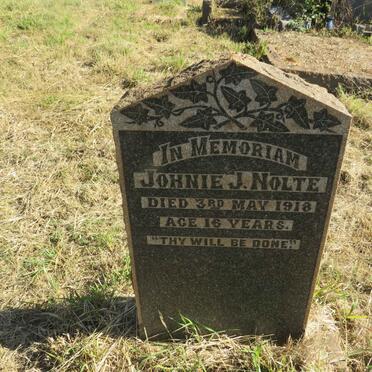 IN MEMORIAM
JOHNIE J. NOLTE
DIED 3RD MAY 1918
AGE 16 YEARS.
"THY WILL BE DONE"